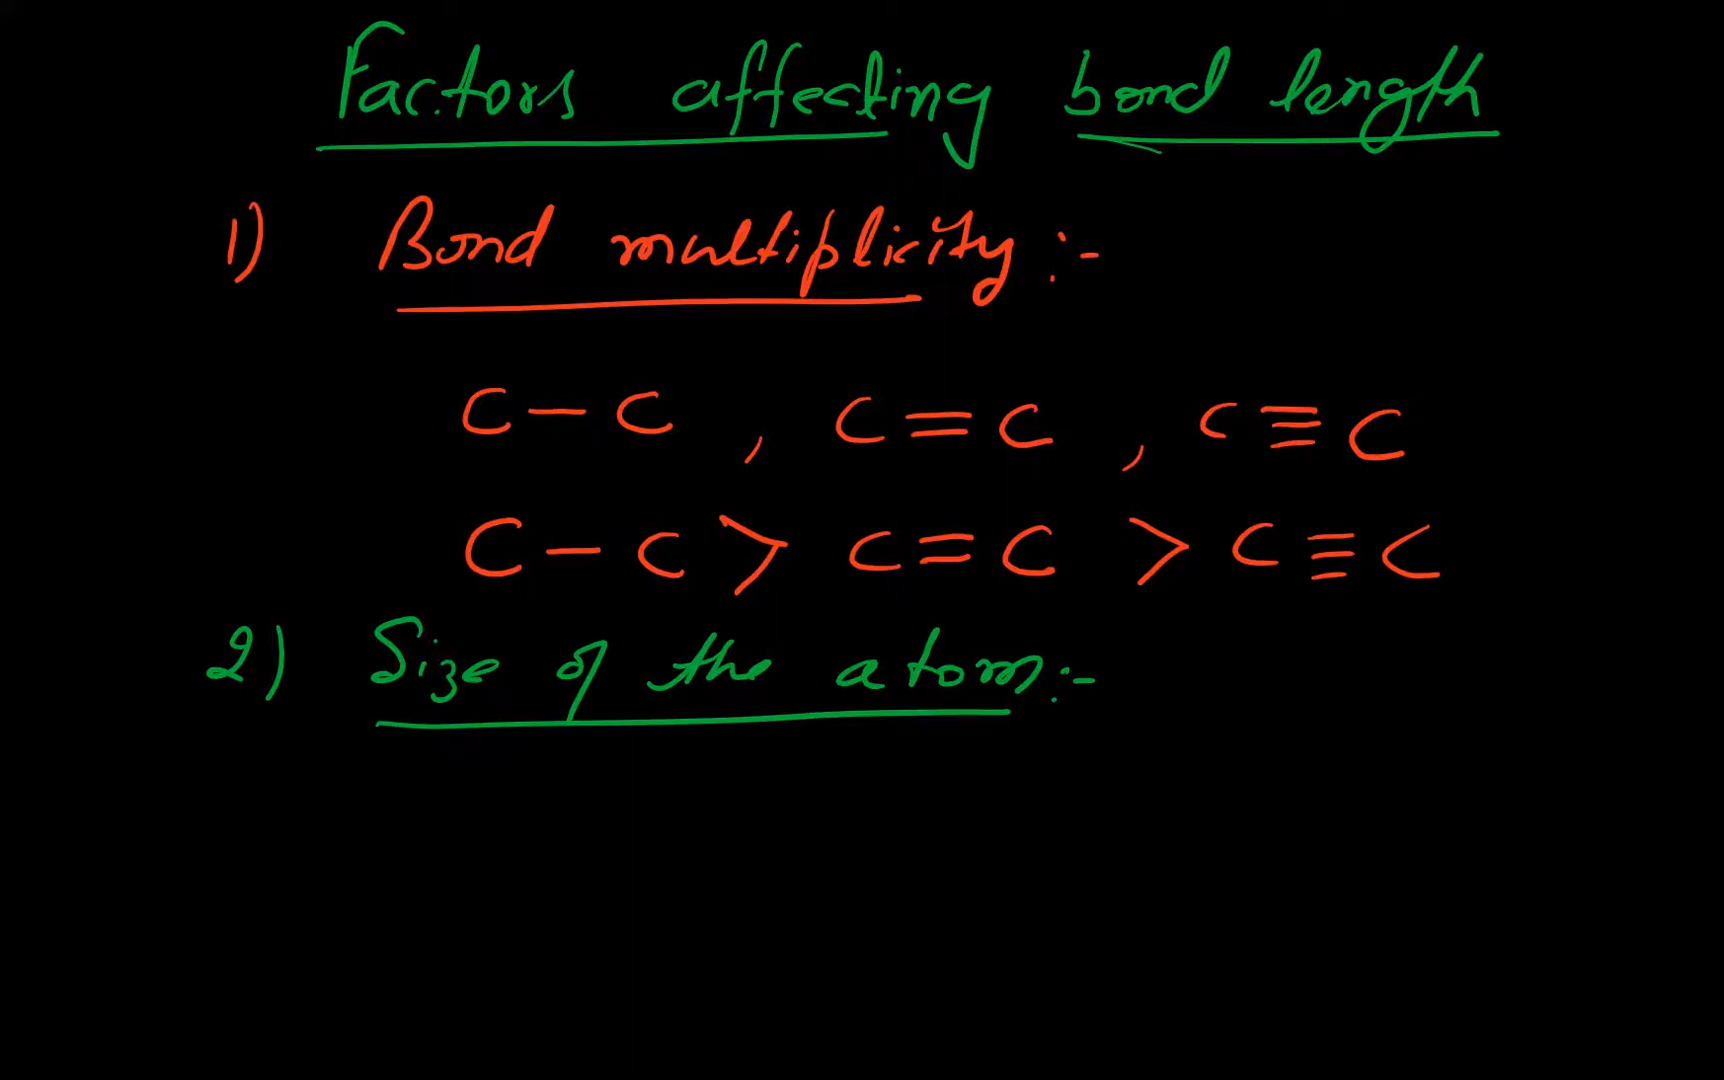 Factors affecting bond length
1) Bond multiplicity :-
C - C , C = C , C ≡ C
C - C > C = C > C ≡ C
2) Size of the atom :-